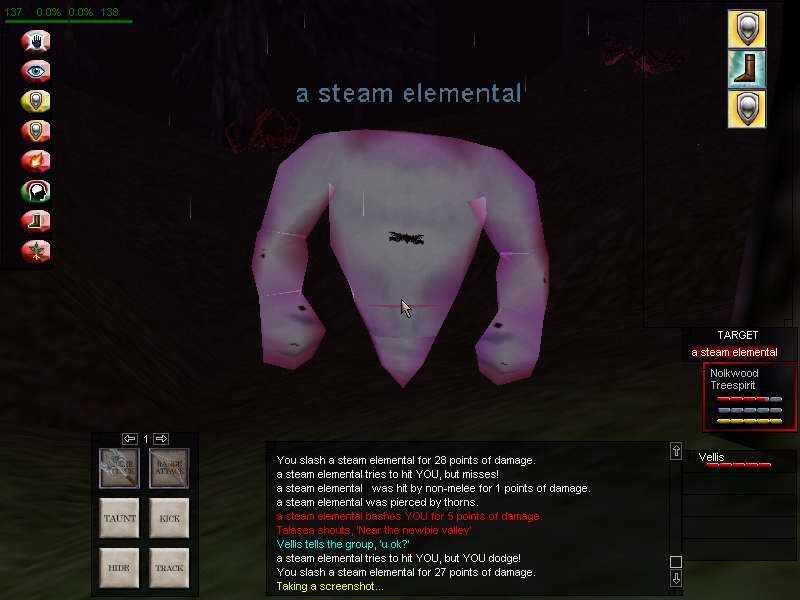 137 0.0% 0.0% 138
a steam elemental
TARGET
a steam elemental
Nolkwood
Treespirit
Vellis
1
RANGE
ATTACK
TAUNT
KICK
HIDE
TRACK
You slash a steam elemental for 28 points of damage.
a steam elemental tries to hit YOU, but misses!
a steam elemental was hit by non-melee for 1 points of damage.
a steam elemental was pierced by thorns.
a steam elemental bashes YOU for 5 points of damage.
Talasea shouts, 'Near the newbie valley'
Vellis tells the group, 'u ok?'
a steam elemental tries to hit YOU, but YOU dodge!
You slash a steam elemental for 27 points of damage.
Taking a screenshot...